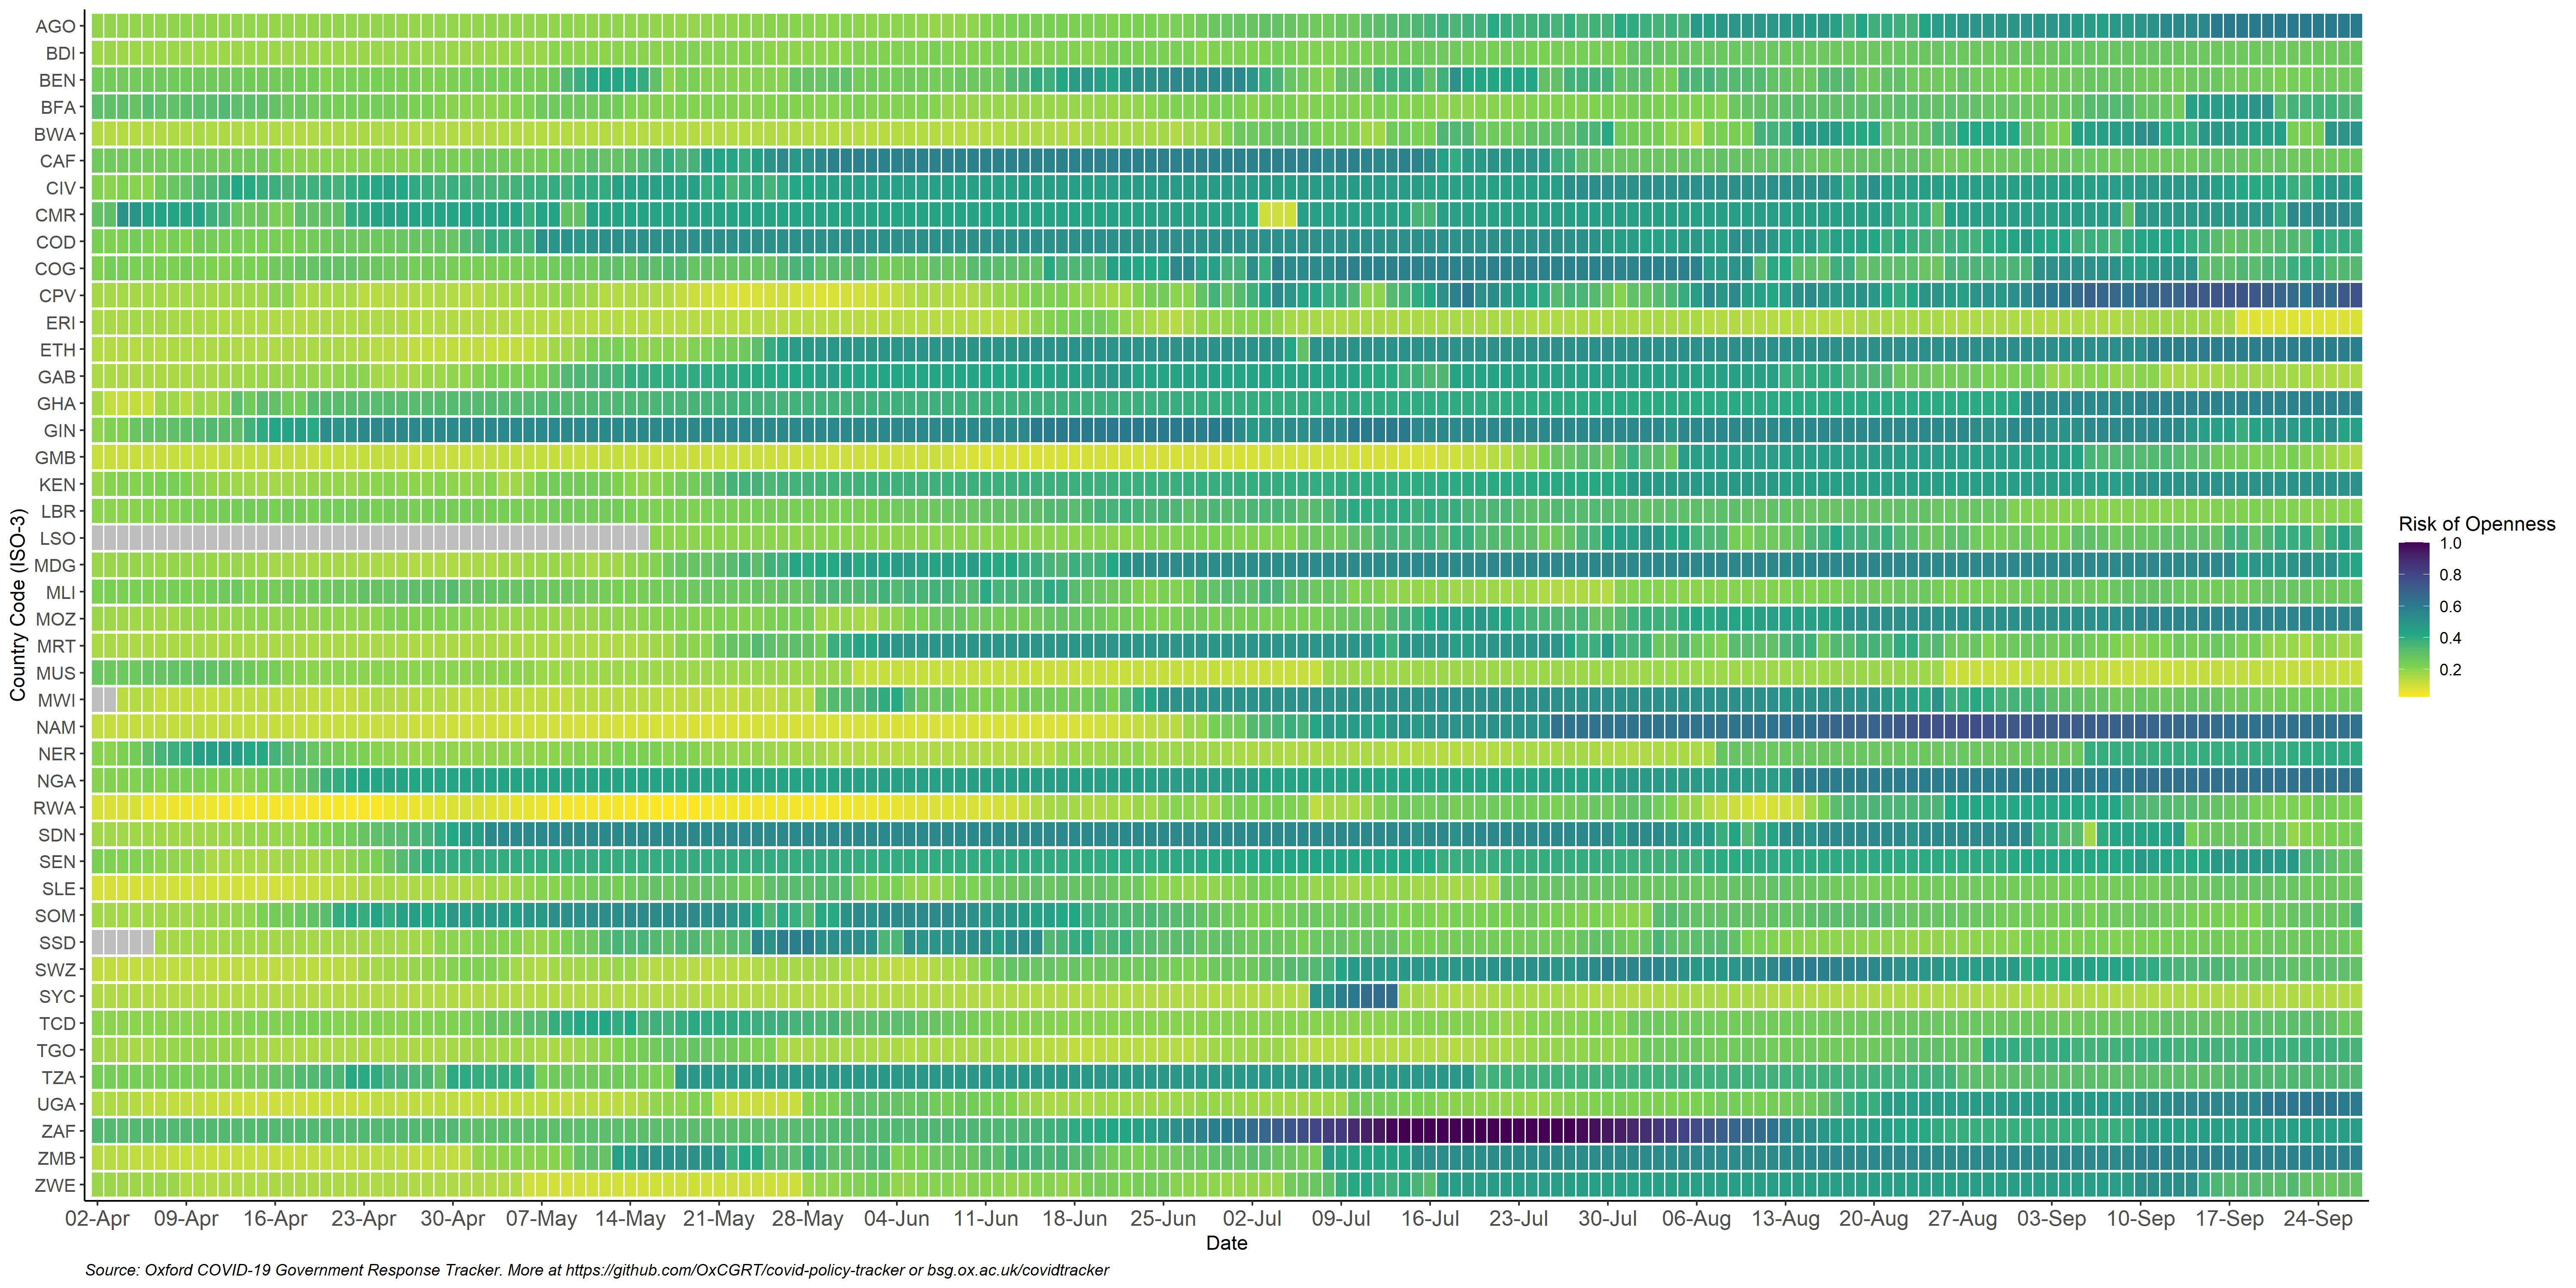 AGO
BDI
BEN
BFA
BWA
CAF
CIV
CMR
COD
COG
CPV
ERI
ETH
GAB
GHA
GIN
GMB
KEN
LBR
LSO
MDG
MLI
MOZ
MRT
MUS
MWI
NAM
NER
NGA
RWA
SDN
SEN
SLE
SOM
SSD
SWZ
SYC
TCD
TGO
TZA
UGA
ZAF
ZMB
ZWE
Country Code (ISO-3)
02-Apr 09-Apr 16-Apr 23-Apr 30-Apr 07-May 14-May 21-May 28-May 04-Jun 11-Jun 18-Jun 25-Jun 02-Jul 09-Jul 16-Jul 23-Jul 30-Jul 06-Aug 13-Aug 20-Aug 27-Aug 03-Sep 10-Sep 17-Sep 24-Sep
Date
Risk of Openness
1.0
0.8
0.6
0.4
0.2
Source: Oxford COVID-19 Government Response Tracker. More at https://github.com/OxCGRT/covid-policy-tracker or bsg.ox.ac.uk/covidtracker